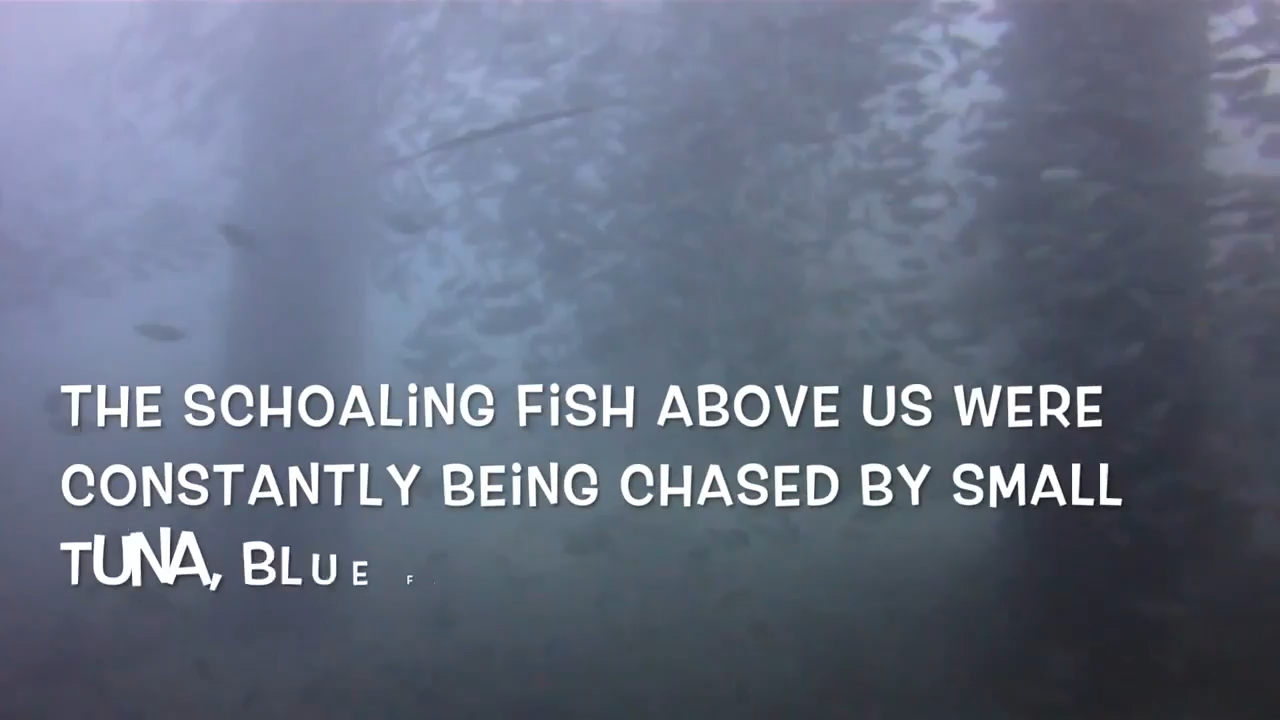 THE SCHOALiNG FiSH ABOVE US WERE
CONSTANTLY BEiNG CHASED BY SMALL
TUNA, BLUE F